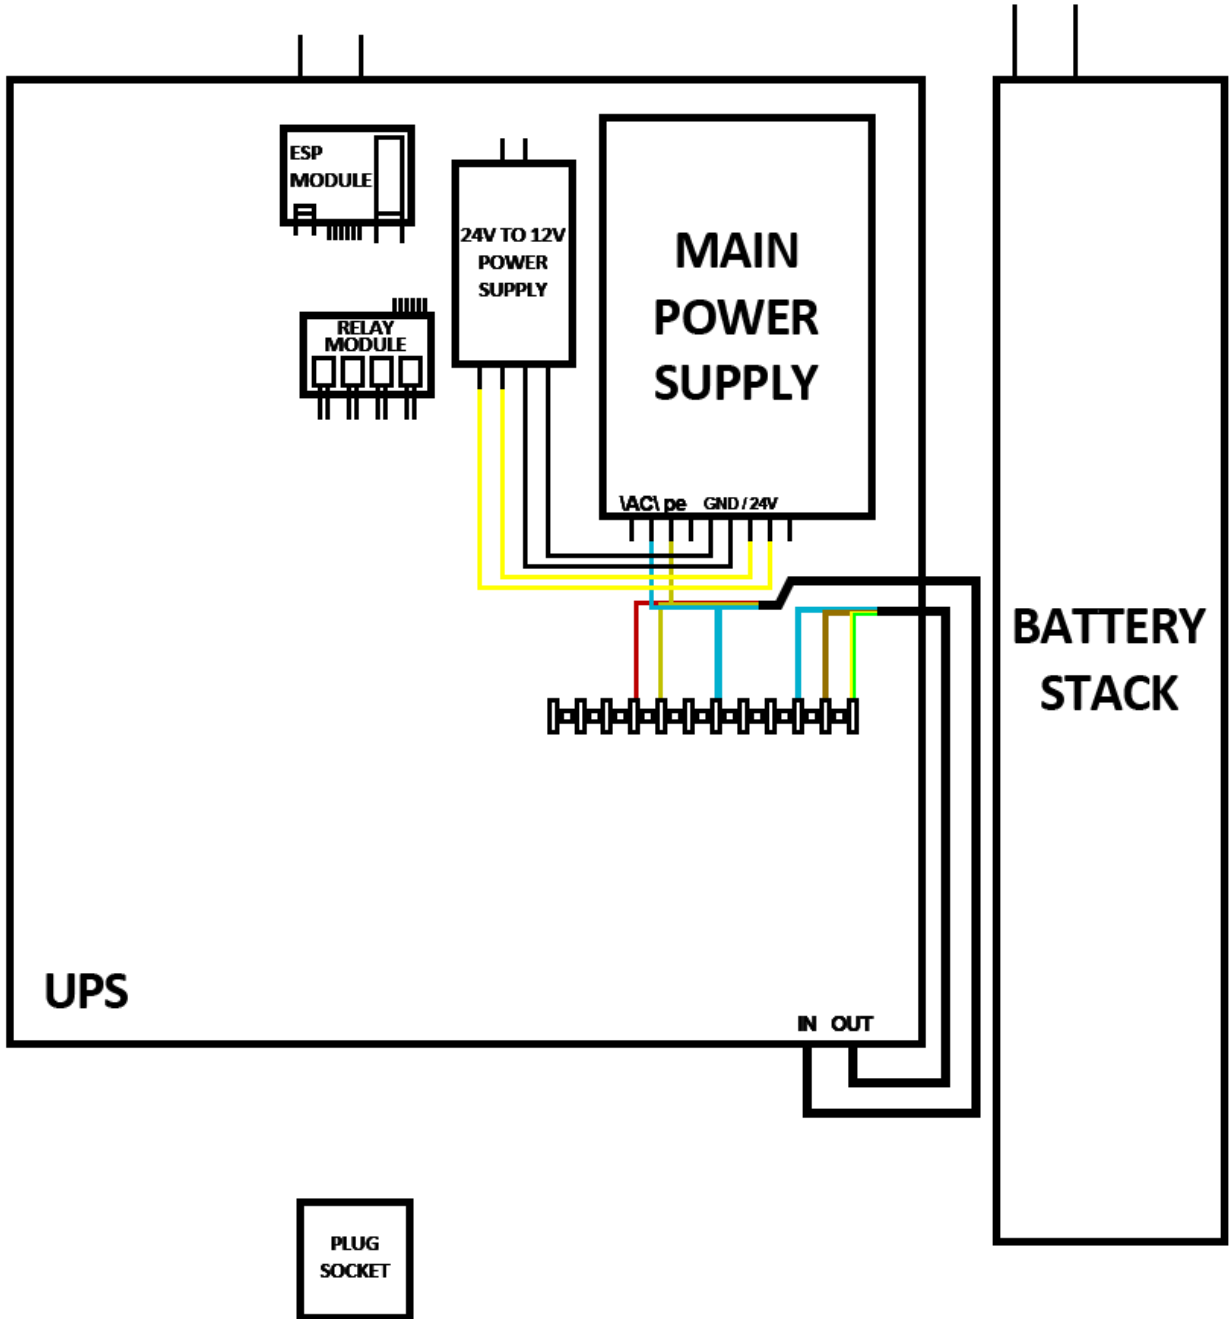 ESP
MODULE
24V TO 12V
POWER
SUPPLY
MAIN
POWER
SUPPLY
RELAY
MODULE
\AC\ pe GND / 24V
BATTERY
STACK
UPS
IN OUT
PLUG
SOCKET